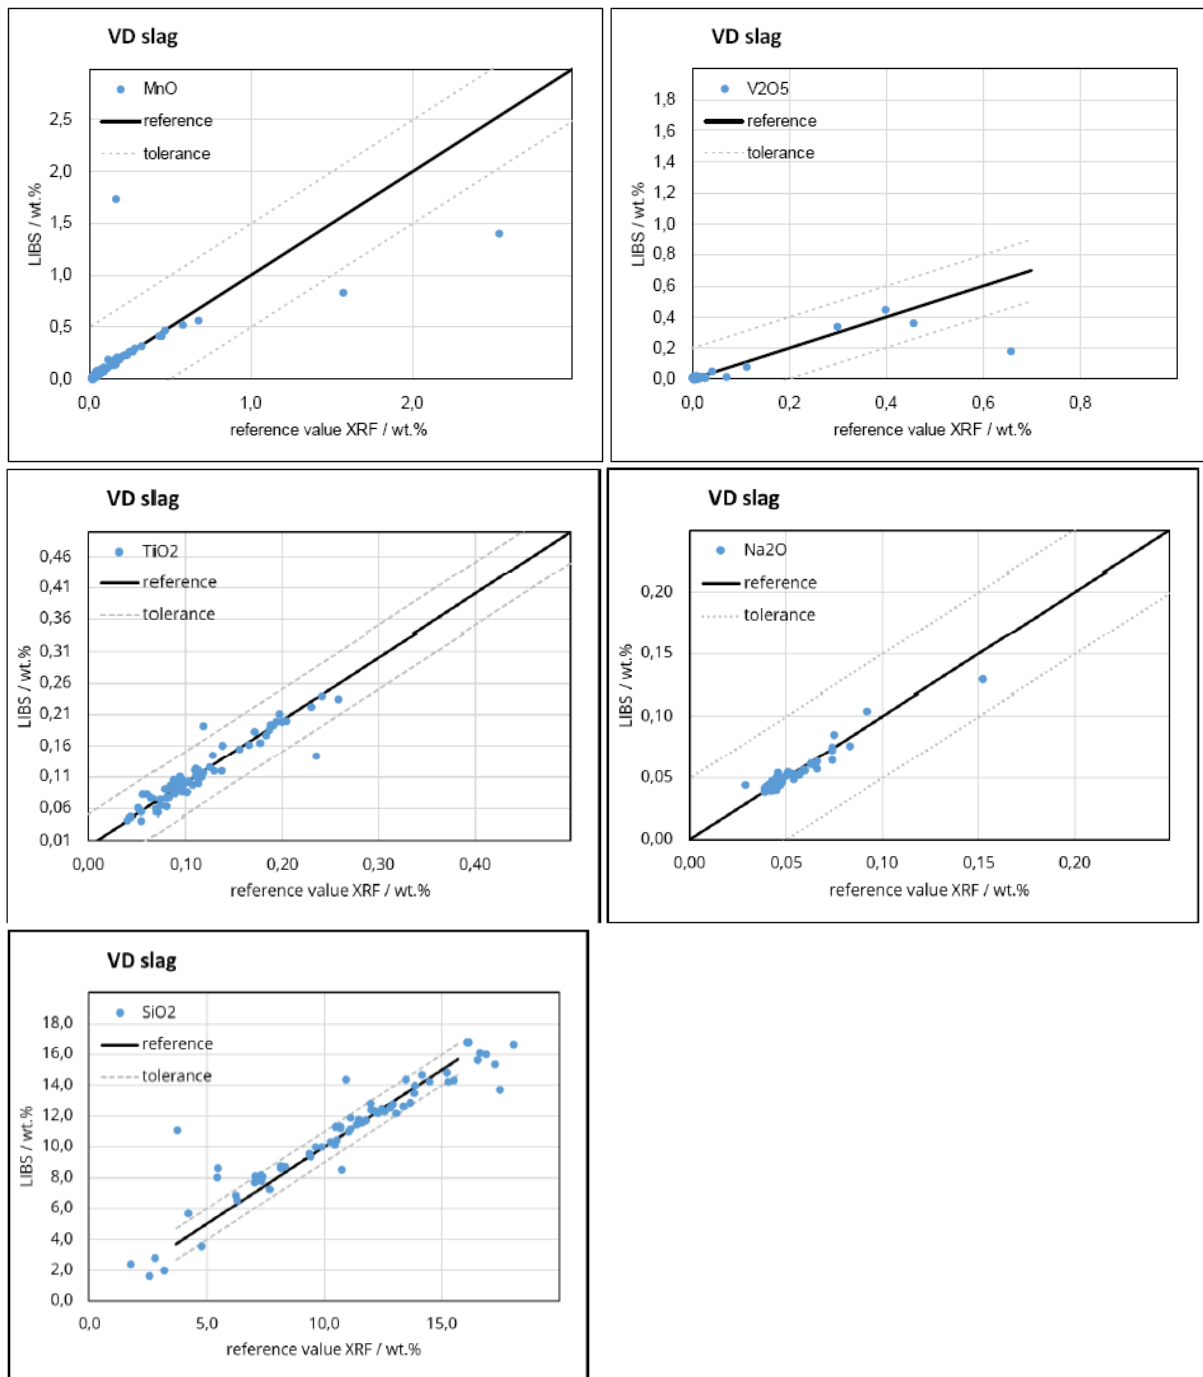 VD slag
MnO
reference
tolerance
2,5
2,0
1,5
1,0
0,5
0,0
LIBS / wt.%
0,0 1,0 2,0
reference value XRF / wt.%
VD slag
V2O5
reference
tolerance
1,8
1,6
1,4
1,2
1,0
0,8
0,6
0,4
0,2
0,0
LIBS / wt.%
0,0 0,2 0,4 0,6 0,8
reference value XRF / wt.%
VD slag
TiO2
reference
tolerance
0,46
0,41
0,36
0,31
0,26
0,21
0,16
0,11
0,06
0,01
LIBS / wt.%
0,00 0,10 0,20 0,30 0,40
reference value XRF / wt.%
VD slag
Na2O
reference
tolerance
0,20
0,15
0,10
0,05
0,00
LIBS / wt.%
0,00 0,05 0,10 0,15 0,20
reference value XRF / wt.%
VD slag
SiO2
reference
tolerance
18,0
16,0
14,0
12,0
10,0
8,0
6,0
4,0
2,0
0,0
LIBS / wt.%
0,0 5,0 10,0 15,0
reference value XRF / wt.%